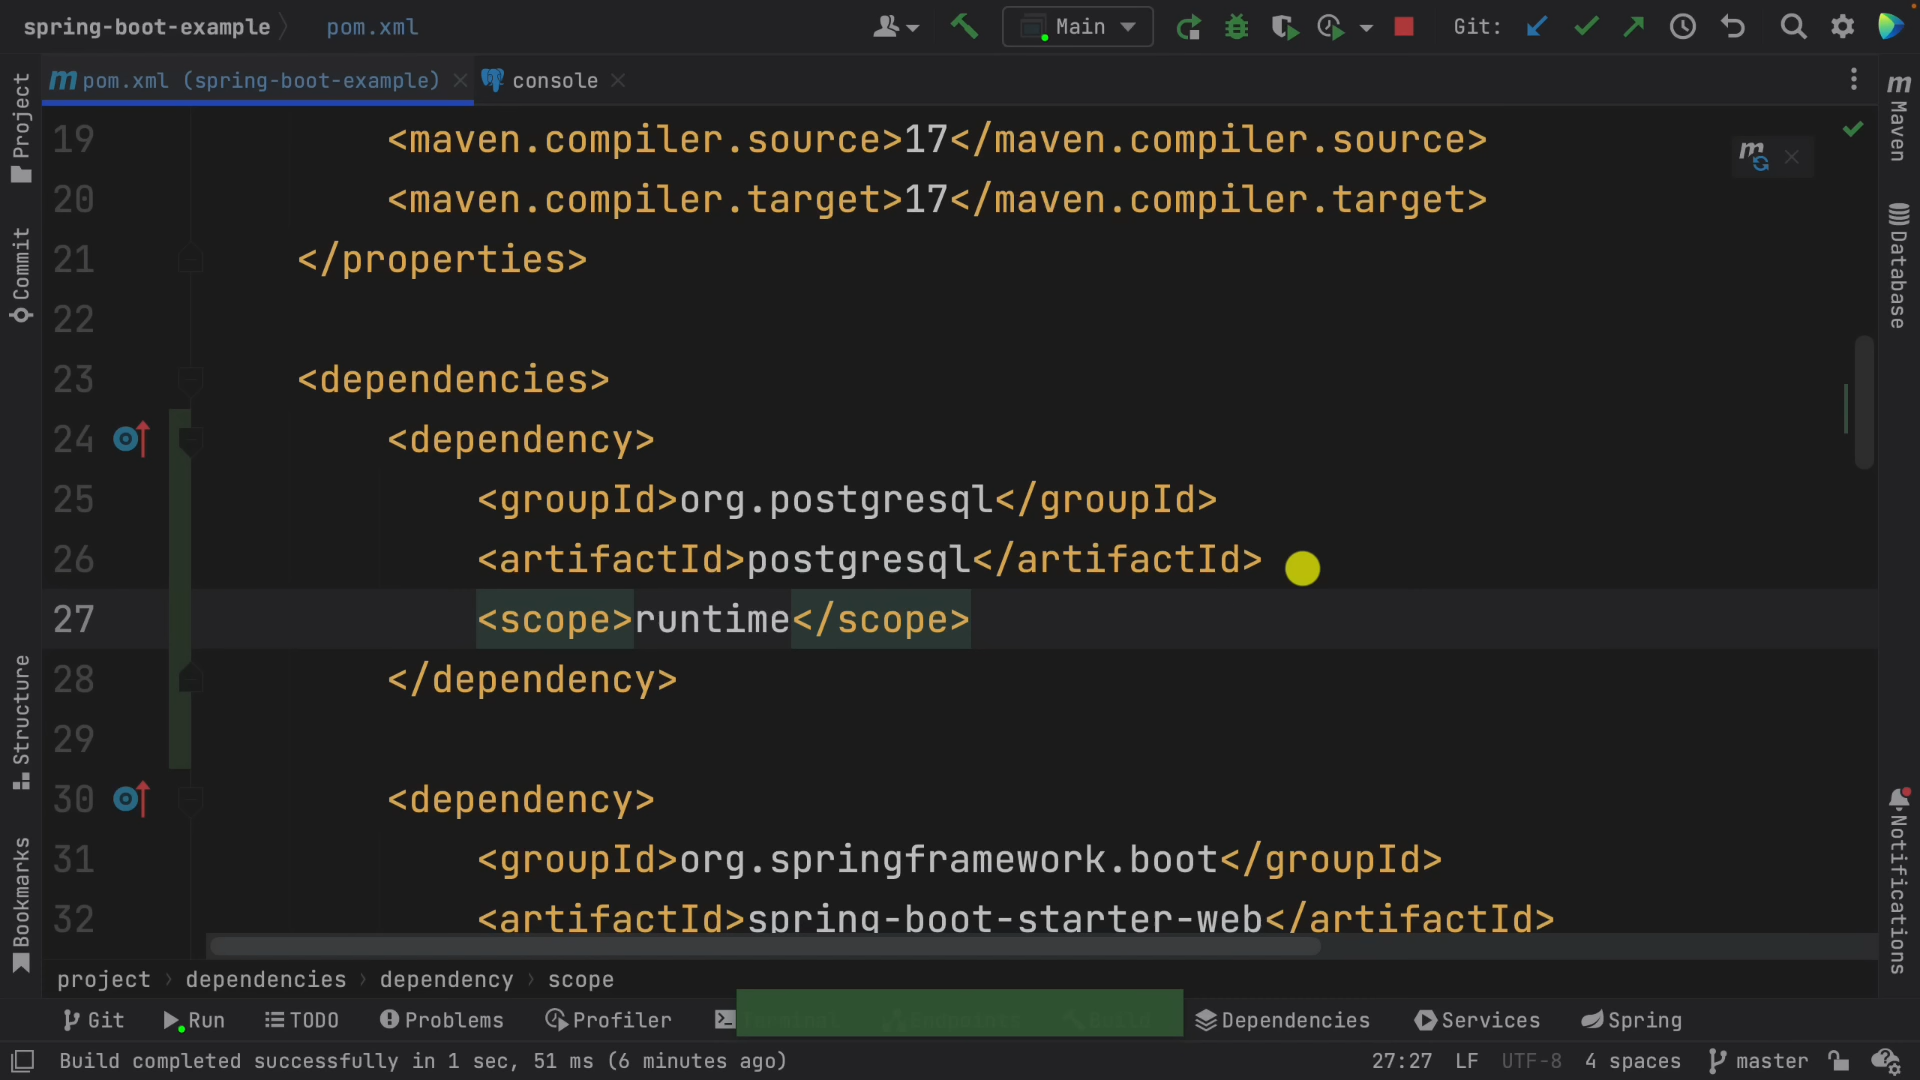 spring-boot-example
pom.xml
Main
Git:
pom.xml (spring-boot-example)
console
Project
Commit
Structure
Bookmarks
Maven
Database
Notifications
19 <maven.compiler.source>17</maven.compiler.source>
20 <maven.compiler.target>17</maven.compiler.target>
21 </properties>
22
23 <dependencies>
24 <dependency>
25 <groupId>org.postgresql</groupId>
26 <artifactId>postgresql</artifactId>
27 <scope>runtime</scope>
28 </dependency>
29
30 <dependency>
31 <groupId>org.springframework.boot</groupId>
32 <artifactId>spring-boot-starter-web</artifactId>
project > dependencies > dependency > scope
Git Run TODO Problems Profiler Terminal Endpoints Build Dependencies Services Spring
Build completed successfully in 1 sec, 51 ms (6 minutes ago)
27:27 LF UTF-8 4 spaces master